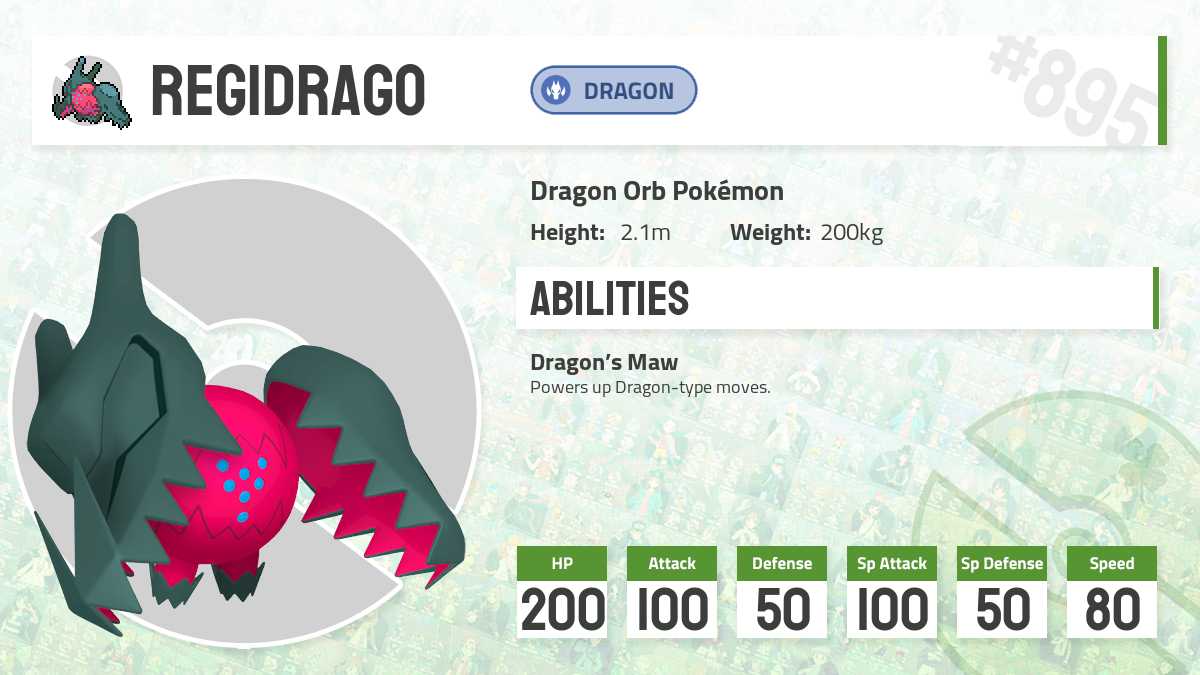 REGIDRAGO
DRAGON
#895
Dragon Orb Pokémon
Height: 2.1m Weight: 200kg
ABILITIES
Dragon’s Maw
Powers up Dragon-type moves.
HP Attack Defense Sp Attack Sp Defense Speed
200 100 50 100 50 80